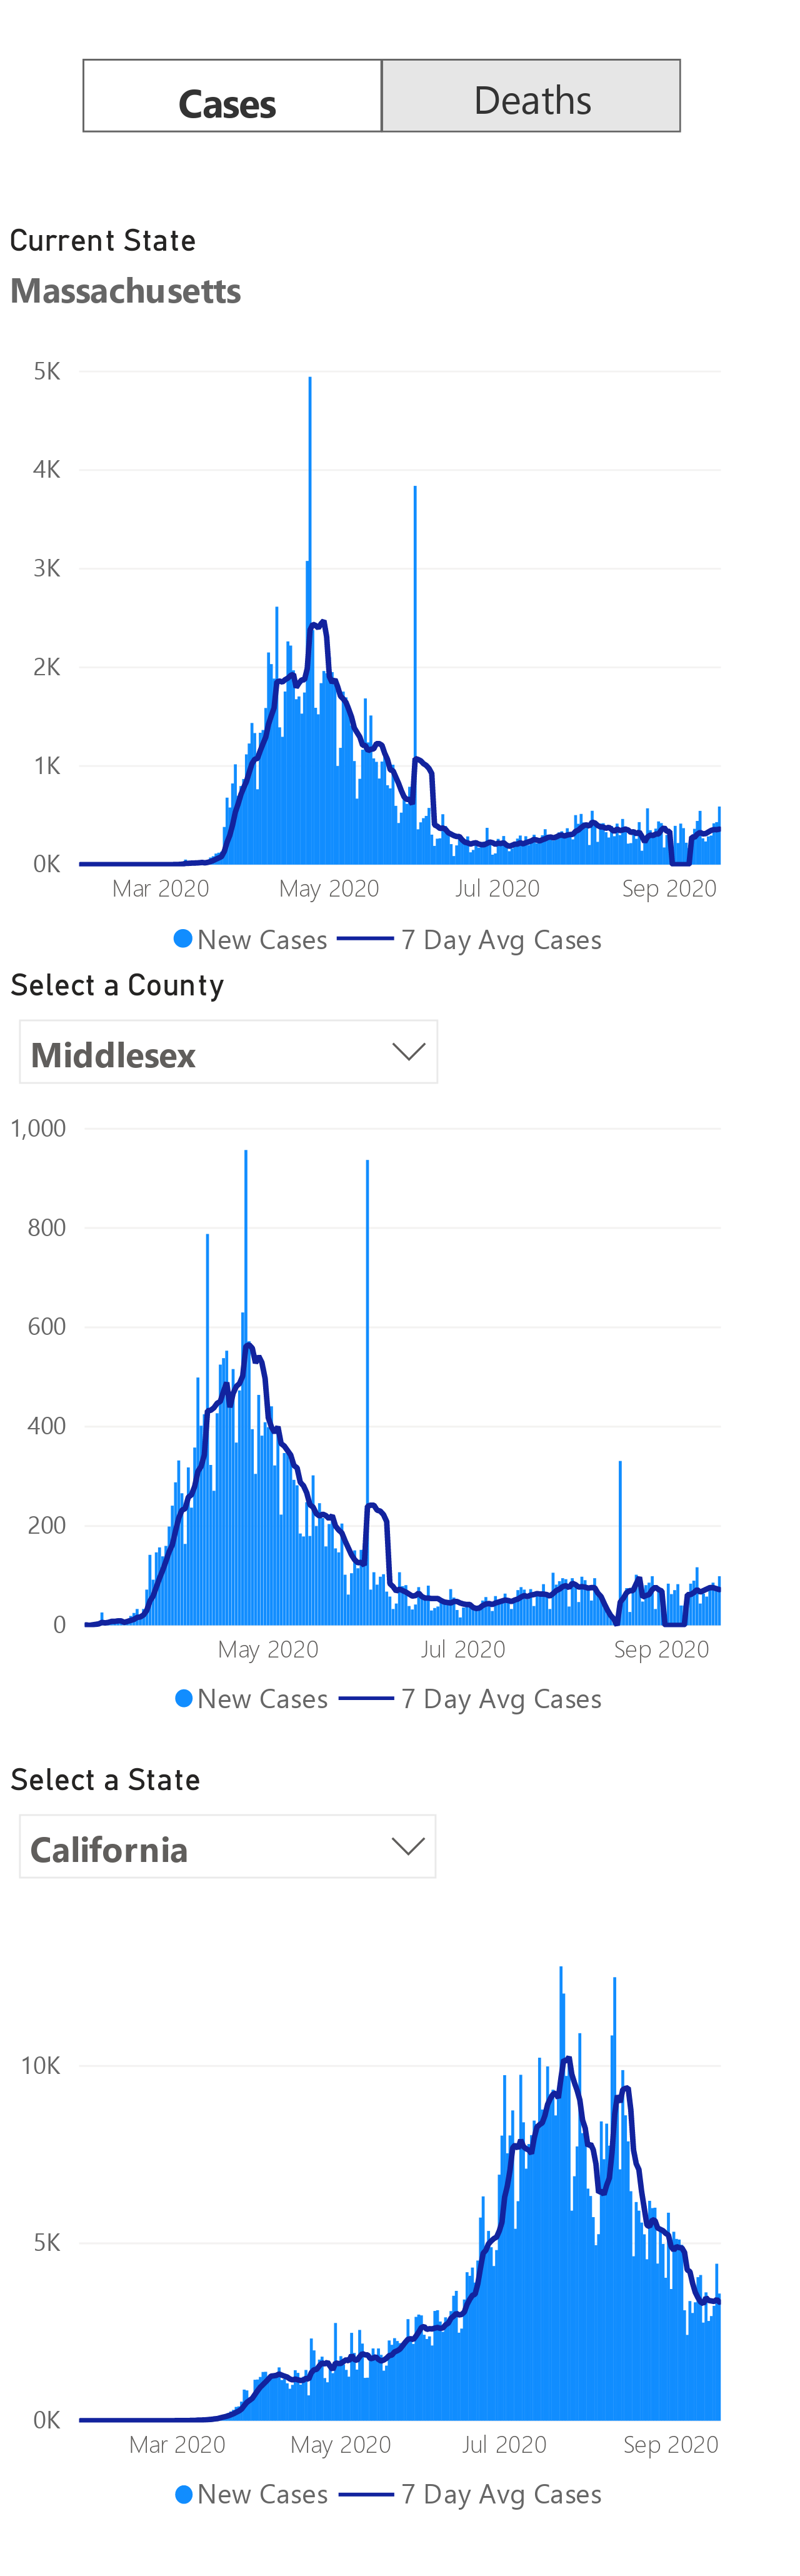 Cases Deaths
Current State
Massachusetts
5K
4K
3K
2K
1K
0K
Mar 2020 May 2020 Jul 2020 Sep 2020
New Cases 7 Day Avg Cases
Select a County
Middlesex
1,000
800
600
400
200
0
May 2020 Jul 2020 Sep 2020
New Cases 7 Day Avg Cases
Select a State
California
10K
5K
0K
Mar 2020 May 2020 Jul 2020 Sep 2020
New Cases 7 Day Avg Cases